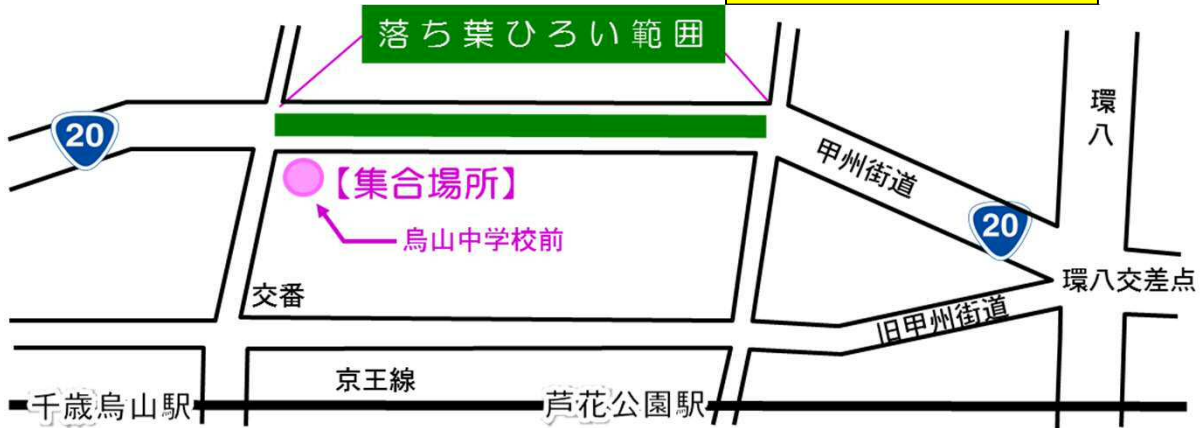 落ち葉ひろい範囲
20
環八
【集合場所】
烏山中学校前
甲州街道
20
交番
環八交差点
旧甲州街道
京王線
千歳烏山駅
芦花公園駅